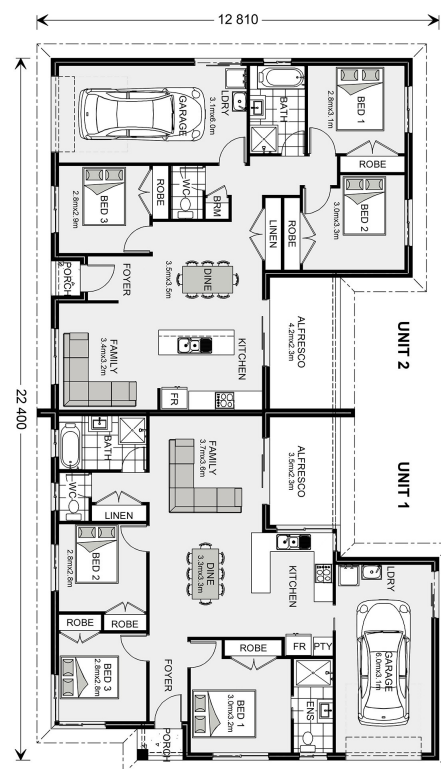 12 810
22 400
GARAGE
3.1mx6.0m
LDRY
BATH
BED 1
2.8mx3.1m
ROBE
BED 3
2.8mx2.9m
ROBE
WC
BRM
LINEN
ROBE
BED 2
3.0mx3.3m
PORCH
FOYER
DINE
3.5mx3.5m
FAMILY
3.4mx3.2m
KITCHEN
FR
ALFRESCO
4.2mx2.3m
UNIT 2
UNIT 1
BATH
WC
LINEN
FAMILY
3.7mx3.6m
ALFRESCO
3.5mx2.3m
BED 2
2.8mx2.8m
ROBE
ROBE
DINE
3.3mx3.3m
KITCHEN
LDRY
GARAGE
6.0mx3.1m
BED 3
2.8mx2.8m
FOYER
ROBE
FR
PTY
BED 1
3.0mx3.2m
ENS
PORCH